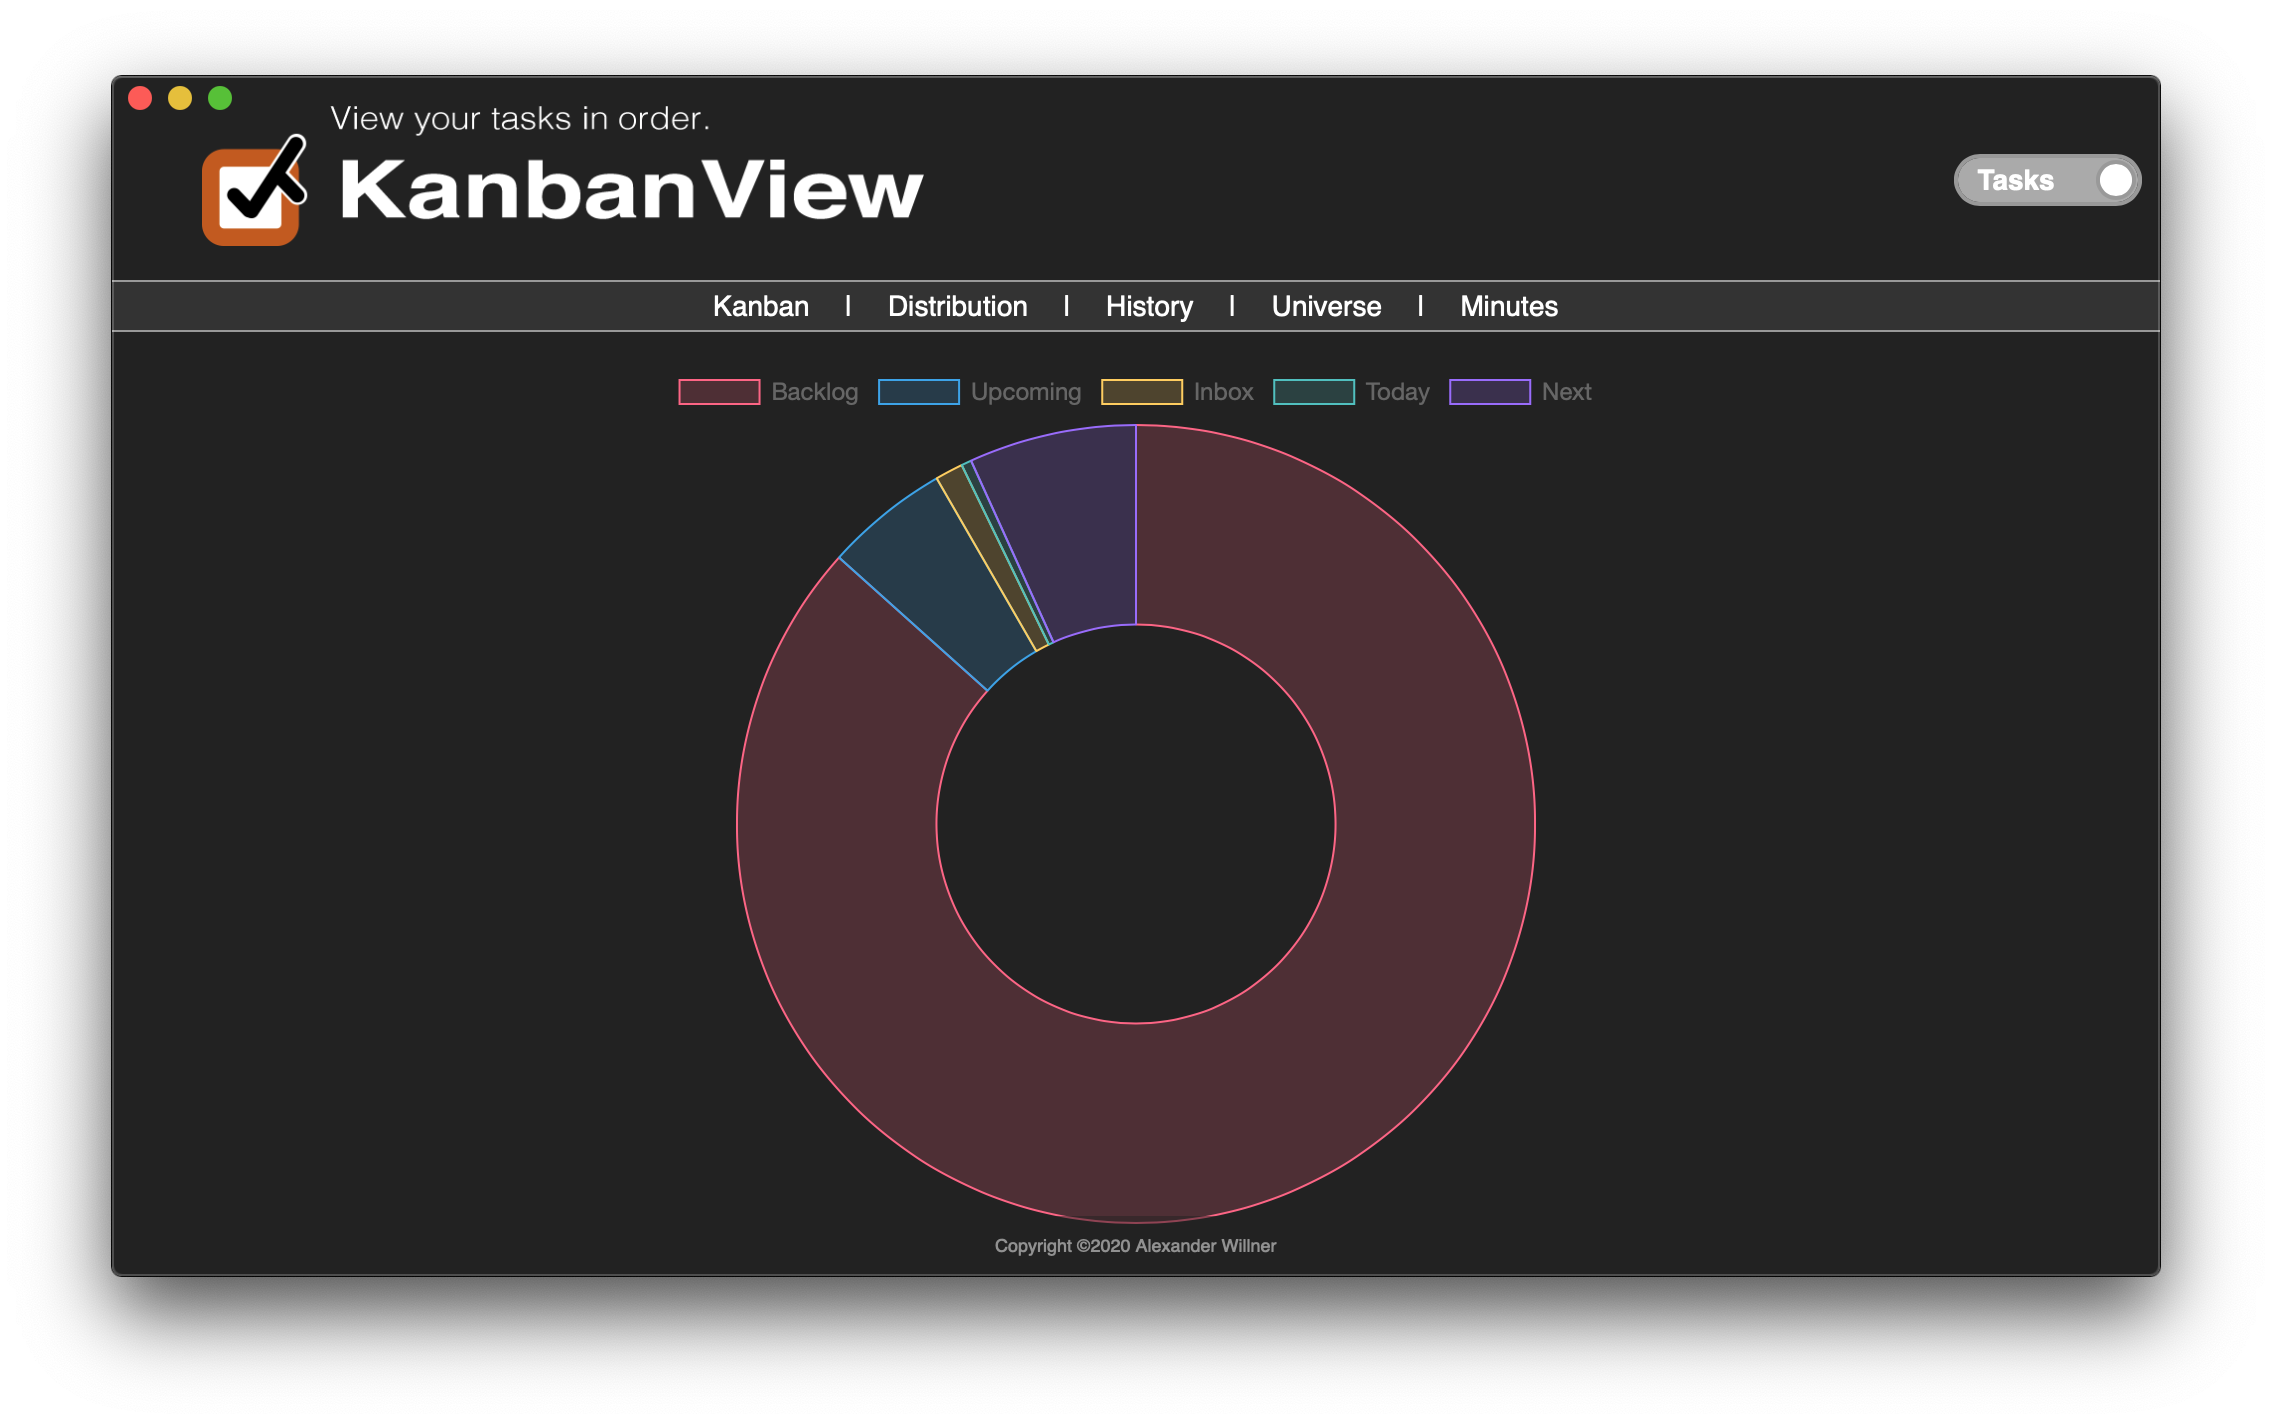 View your tasks in order.
KanbanView
Tasks
Kanban | Distribution | History | Universe | Minutes
Backlog Upcoming Inbox Today Next
Copyright ©2020 Alexander Willner